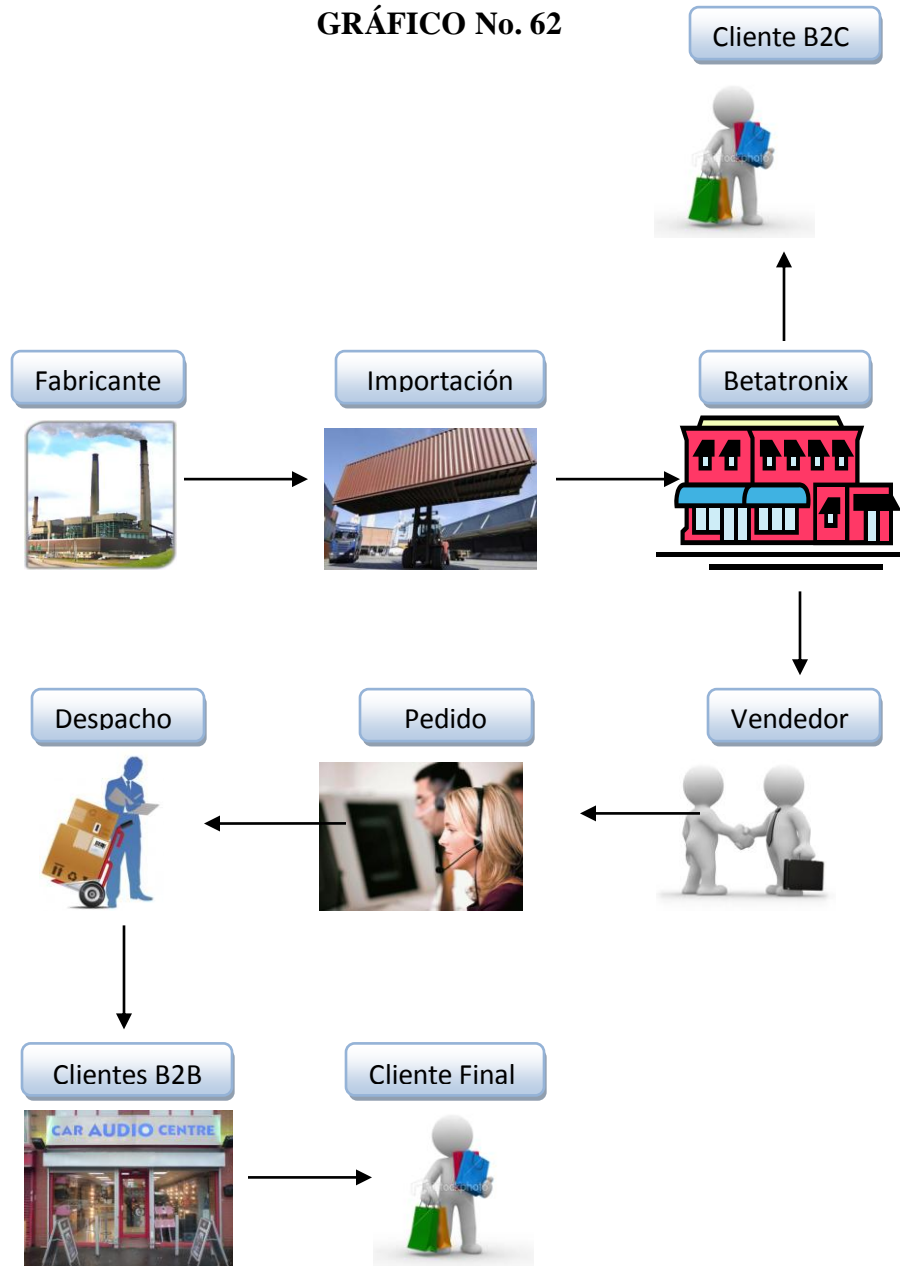 GRÁFICO No. 62
Cliente B2C
Fabricante
Importación
Betatronix
Despacho
Pedido
Vendedor
Clientes B2B
Cliente Final
CAR AUDIO CENTRE